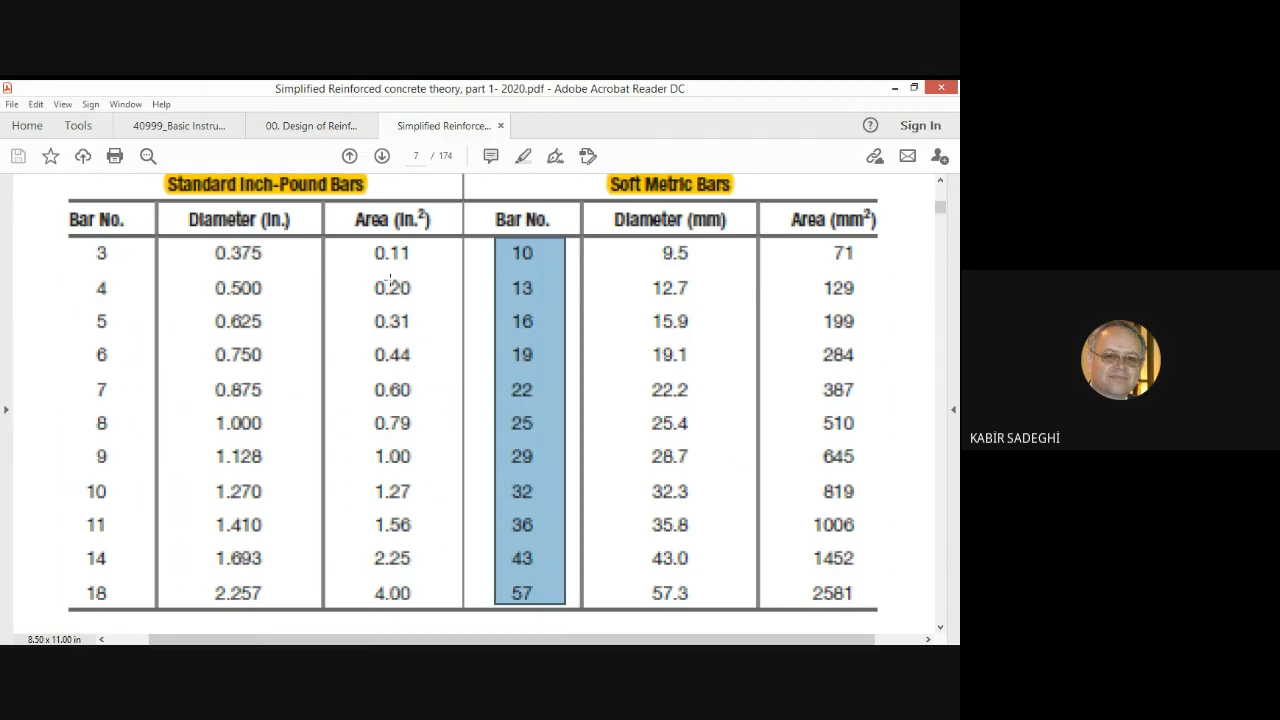 Simplified Reinforced concrete theory, part 1- 2020.pdf - Adobe Acrobat Reader DC
File Edit View Sign Window Help
Home Tools 40999_Basic Instru... 00. Design of Reinf... Simplified Reinforce... × Sign In
7 / 174
Standard Inch-Pound Bars Soft Metric Bars
Bar No. Diameter (in.) Area (in.²) Bar No. Diameter (mm) Area (mm²)
3 0.375 0.11 10 9.5 71
4 0.500 0.20 13 12.7 129
5 0.625 0.31 16 15.9 199
6 0.750 0.44 19 19.1 284
7 0.875 0.60 22 22.2 387
8 1.000 0.79 25 25.4 510
9 1.128 1.00 29 28.7 645
10 1.270 1.27 32 32.3 819
11 1.410 1.56 36 35.8 1006
14 1.693 2.25 43 43.0 1452
18 2.257 4.00 57 57.3 2581
8.50 x 11.00 in
KABİR SADEGHİ